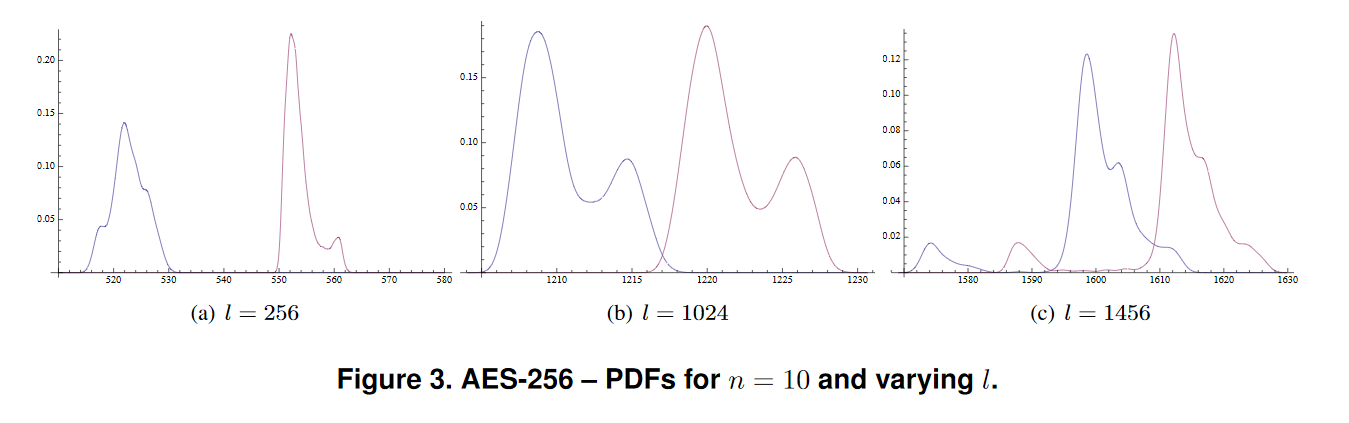 0.20
0.15
0.10
0.05
520 530 540 550 560 570 580
(a) l = 256
0.15
0.10
0.05
1210 1215 1220 1225 1230
(b) l = 1024
0.12
0.10
0.08
0.06
0.04
0.02
1580 1590 1600 1610 1620 1630
(c) l = 1456
Figure 3. AES-256 – PDFs for n = 10 and varying l.